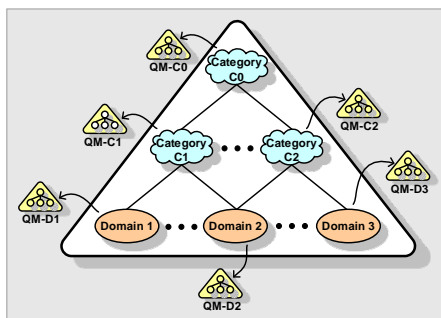 QM-C0
Category
C0
QM-C1
QM-C2
Category
C1
Category
C2
QM-D3
QM-D1
Domain 1
Domain 2
Domain 3
QM-D2